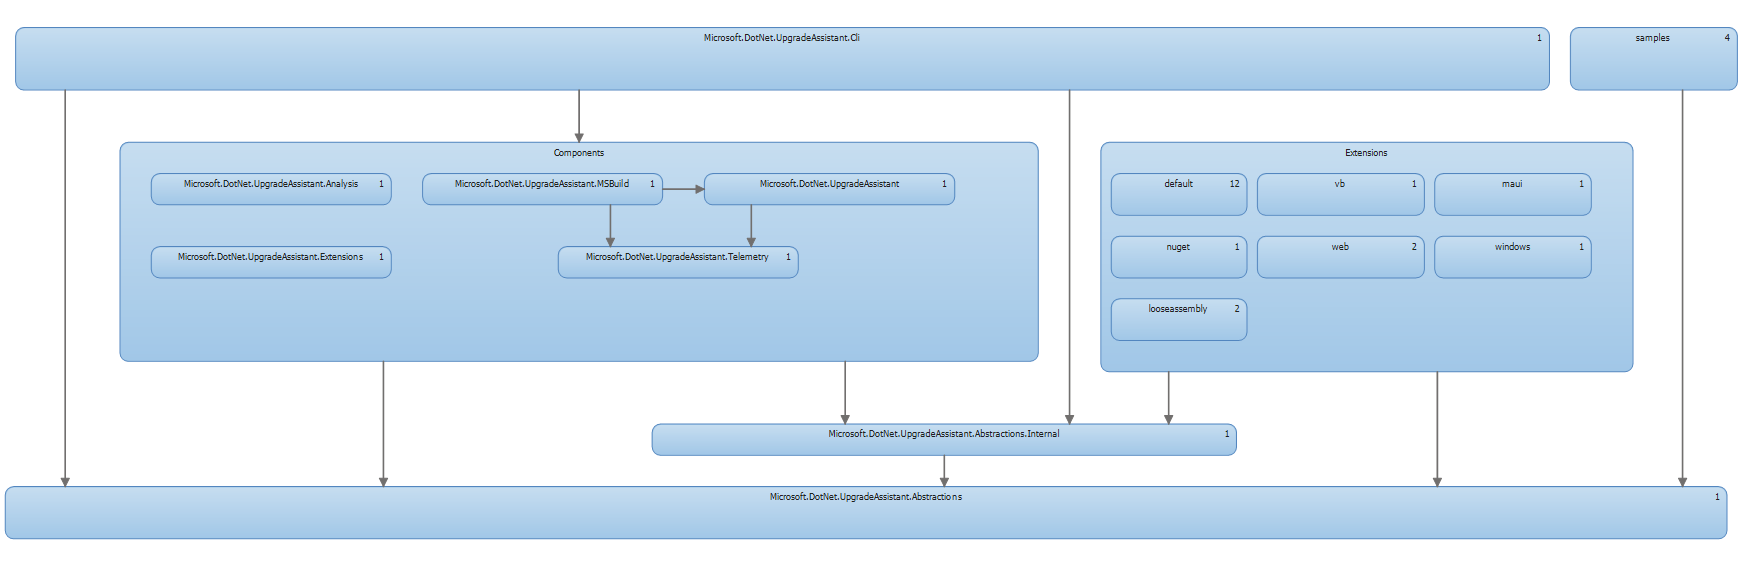 Microsoft.DotNet.UpgradeAssistant.Cli 1
samples 4
Components
Microsoft.DotNet.UpgradeAssistant.Analysis 1
Microsoft.DotNet.UpgradeAssistant.MSBuild 1
Microsoft.DotNet.UpgradeAssistant 1
Microsoft.DotNet.UpgradeAssistant.Extensions 1
Microsoft.DotNet.UpgradeAssistant.Telemetry 1
Extensions
default 12
vb 1
maui 1
nuget 1
web 2
windows 1
looseassembly 2
Microsoft.DotNet.UpgradeAssistant.Abstractions.Internal 1
Microsoft.DotNet.UpgradeAssistant.Abstractions 1